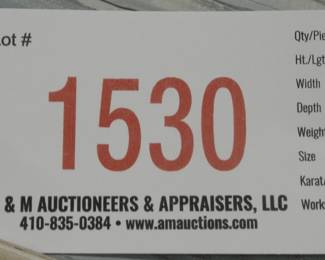 ot #
1530
& M AUCTIONEERS & APPRAISERS, LLC
410-835-0384 • www.amauctions.com
Qty/Pie
Ht./Lgt
Width
Depth
Weight
Size
Karat
Work